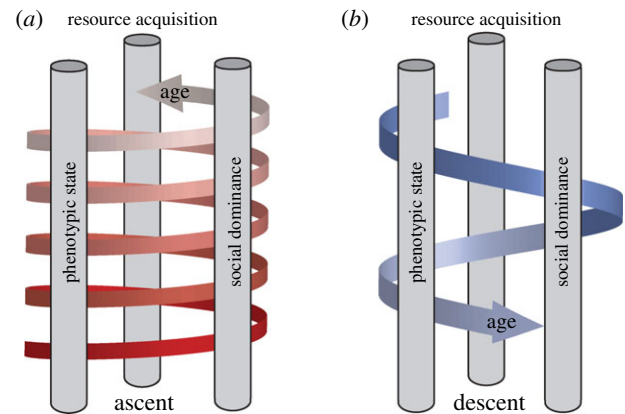 (a)
resource acquisition
age
phenotypic state
social dominance
ascent
(b)
resource acquisition
phenotypic state
social dominance
age
descent